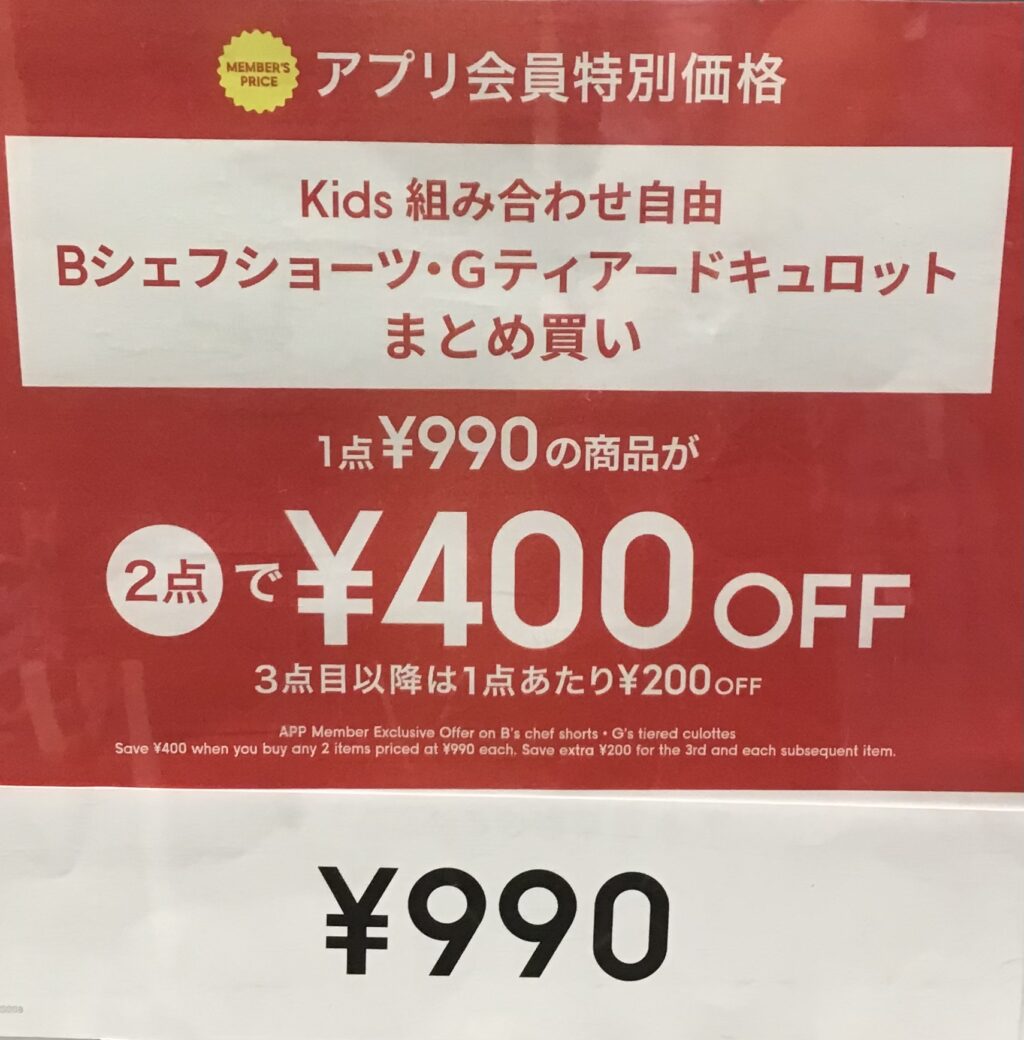 MEMBER'S
PRICE
アプリ会員特別価格
Kids 組み合わせ自由
Bシェフショーツ・Gティアードキュロット
まとめ買い
1点¥990の商品が
2点で¥400 OFF
3点目以降は1点あたり¥200 OFF
APP Member Exclusive Offer on B's chef shorts • G's tiered culottes
Save ¥400 when you buy any 2 items priced at ¥990 each. Save extra ¥200 for the 3rd and each subsequent item.
¥990